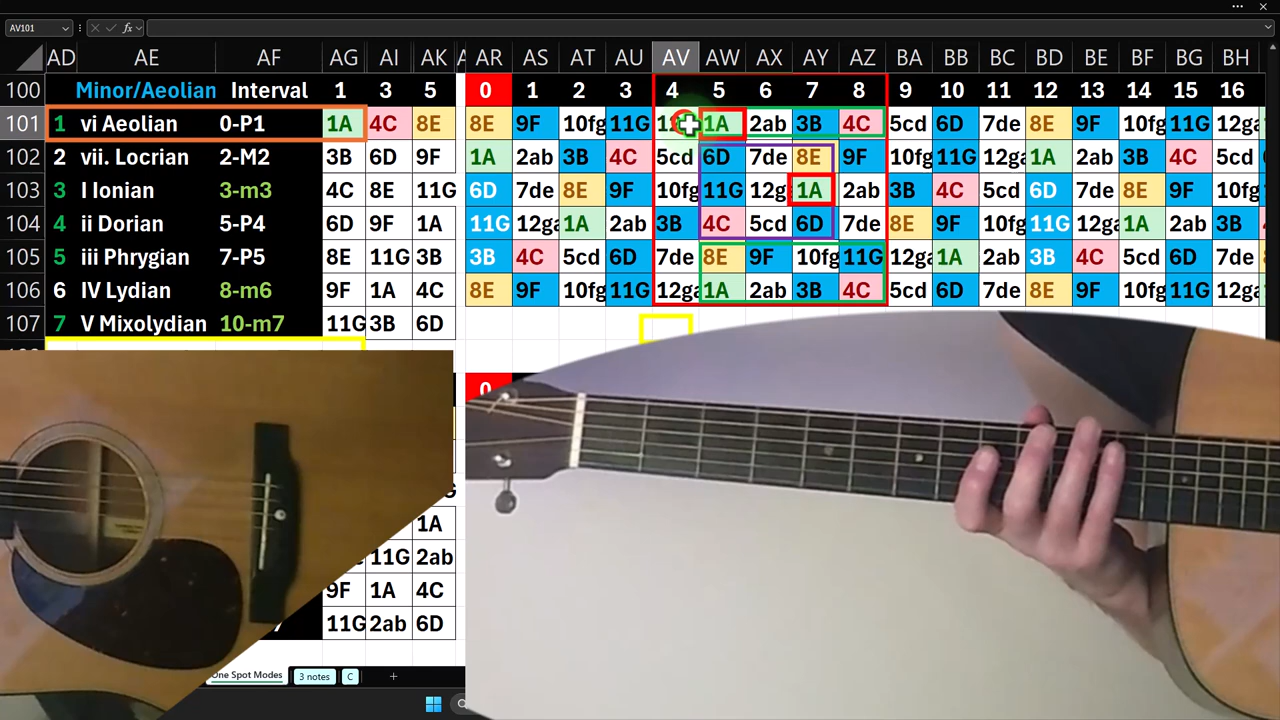 AV101 fx
AD AE AF AG AI AK AR AS AT AU AV AW AX AY AZ BA BB BC BD BE BF BG BH
100 Minor/Aeolian Interval 1 3 5 0 1 2 3 4 5 6 7 8 9 10 11 12 13 14 15 16
101 1 vi Aeolian 0-P1 1A 4C 8E 8E 9F 10fg 11G 1A 2ab 3B 4C 5cd 6D 7de 8E 9F 10fg 11G 12ga
102 2 vii. Locrian 2-M2 3B 6D 9F 1A 2ab 3B 4C 5cd 6D 7de 8E 9F 10fg 11G 12ga 1A 2ab 3B 4C 5cd
103 3 I Ionian 3-m3 4C 8E 11G 6D 7de 8E 9F 10fg 11G 12g 1A 2ab 3B 4C 5cd 6D 7de 8E 9F 10fg
104 4 ii Dorian 5-P4 6D 9F 1A 11G 12ga 1A 2ab 3B 4C 5cd 6D 7de 8E 9F 10fg 11G 12ga 1A 2ab 3B
105 5 iii Phrygian 7-P5 8E 11G 3B 3B 4C 5cd 6D 7de 8E 9F 10fg 11G 12ga 1A 2ab 3B 4C 5cd 6D 7de
106 6 IV Lydian 8-m6 9F 1A 4C 8E 9F 10fg 11G 12ga 1A 2ab 3B 4C 5cd 6D 7de 8E 9F 10fg 11G 12ga
107 7 V Mixolydian 10-m7 11G 3B 6D
0
1A
11G 2ab
9F 1A 4C
11G 2ab 6D
One Spot Modes 3 notes C +